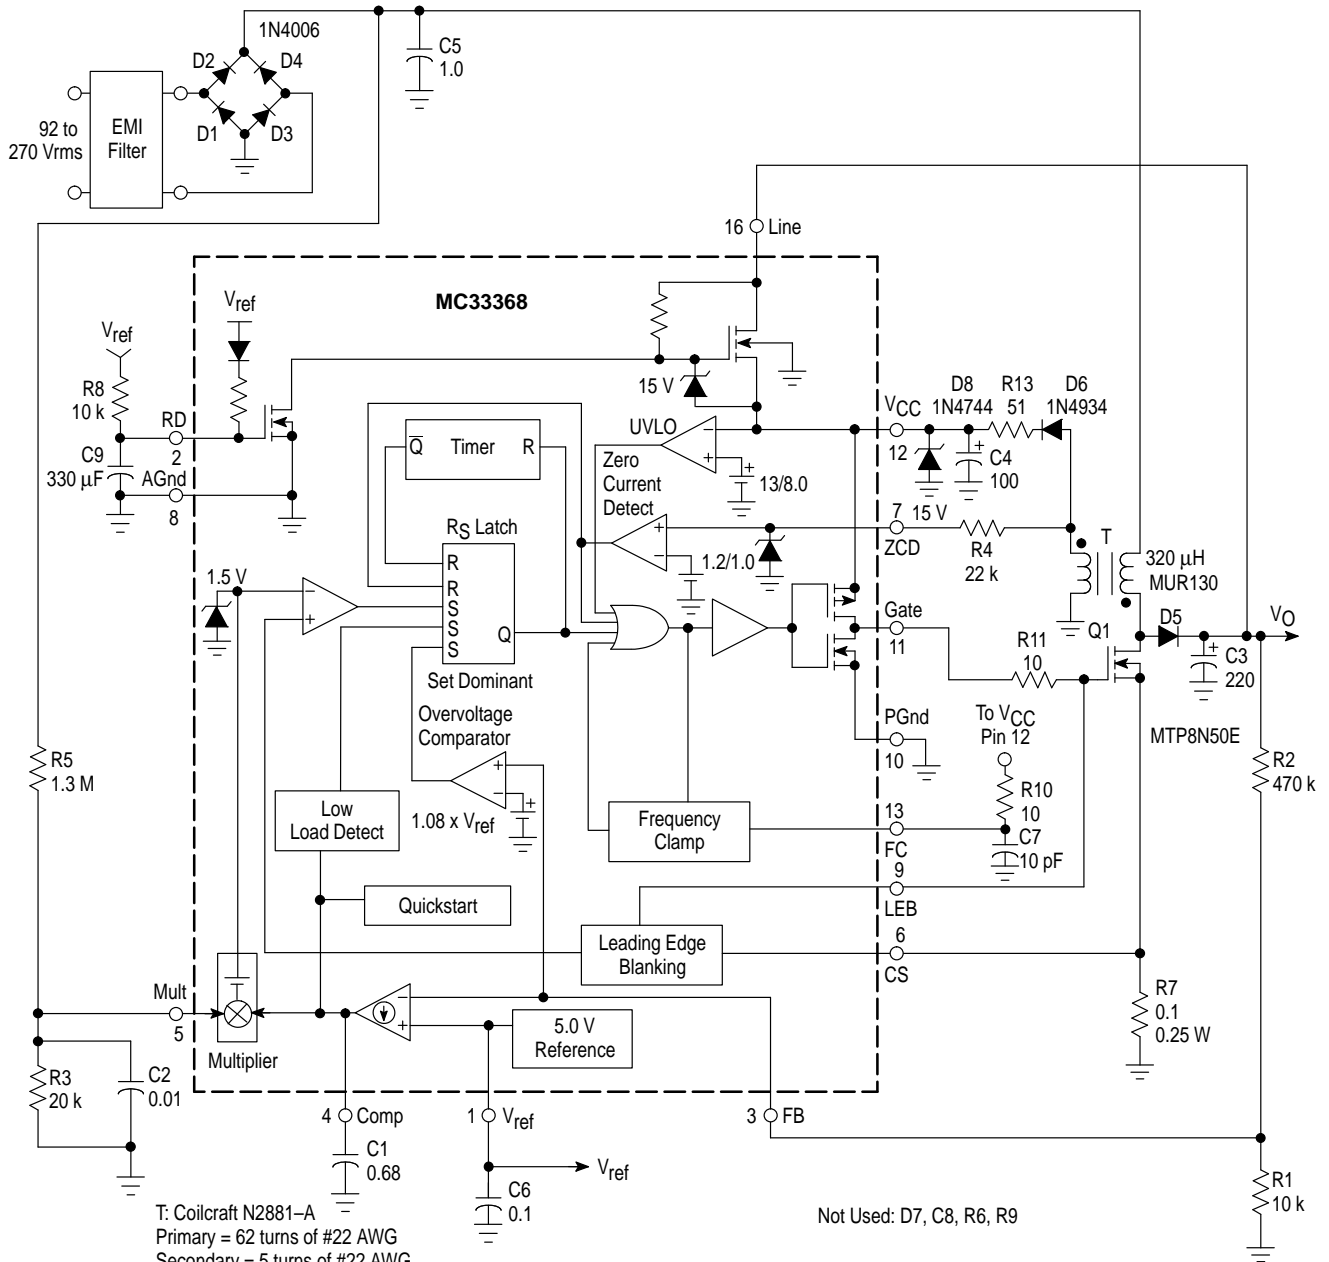 1N4006
D2
D4
D1
D3
C5
1.0
92 to
270 Vrms
EMI
Filter
16
Line
MC33368
Vref
Vref
R8
10 k
RD
2
C9
330 µF
AGnd
8
15 V
UVLO
VCC
12
D8
1N4744
R13
51
D6
1N4934
C4
100
13/8.0
Q̅
Timer
R
Zero
Current
Detect
7
15 V
ZCD
R4
22 k
T
320 µH
MUR130
RS Latch
R
R
S
S
S
Q
Set Dominant
1.5 V
−
+
1.2/1.0
Gate
11
R11
10
Q1
D5
VO
C3
220
MTP8N50E
Overvoltage
Comparator
PGnd
10
To VCC
Pin 12
R10
10
C7
10 pF
R2
470 k
R5
1.3 M
Low
Load Detect
1.08 x Vref
Frequency
Clamp
13
FC
9
LEB
Quickstart
Leading Edge
Blanking
6
CS
R7
0.1
0.25 W
Mult
5
Multiplier
5.0 V
Reference
R3
20 k
C2
0.01
4
Comp
1
Vref
3
FB
C1
0.68
Vref
C6
0.1
R1
10 k
T: Coilcraft N2881–A
Primary = 62 turns of #22 AWG
Secondary = 5 turns of #22 AWG
Not Used: D7, C8, R6, R9